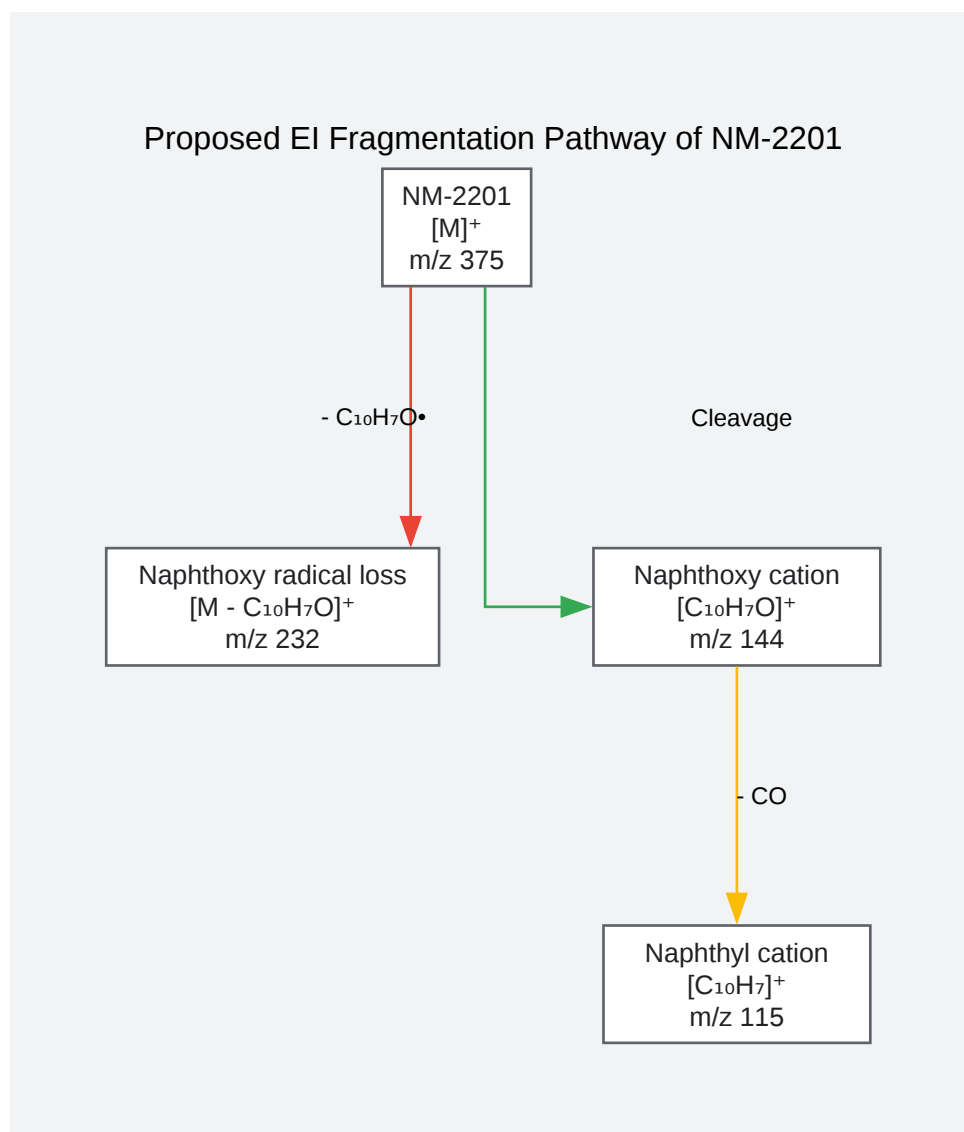 Proposed EI Fragmentation Pathway of NM-2201
NM-2201
[M]⁺
m/z 375
- C₁₀H₇O•
Cleavage
Naphthoxy radical loss
[M - C₁₀H₇O]⁺
m/z 232
Naphthoxy cation
[C₁₀H₇O]⁺
m/z 144
- CO
Naphthyl cation
[C₁₀H₇]⁺
m/z 115